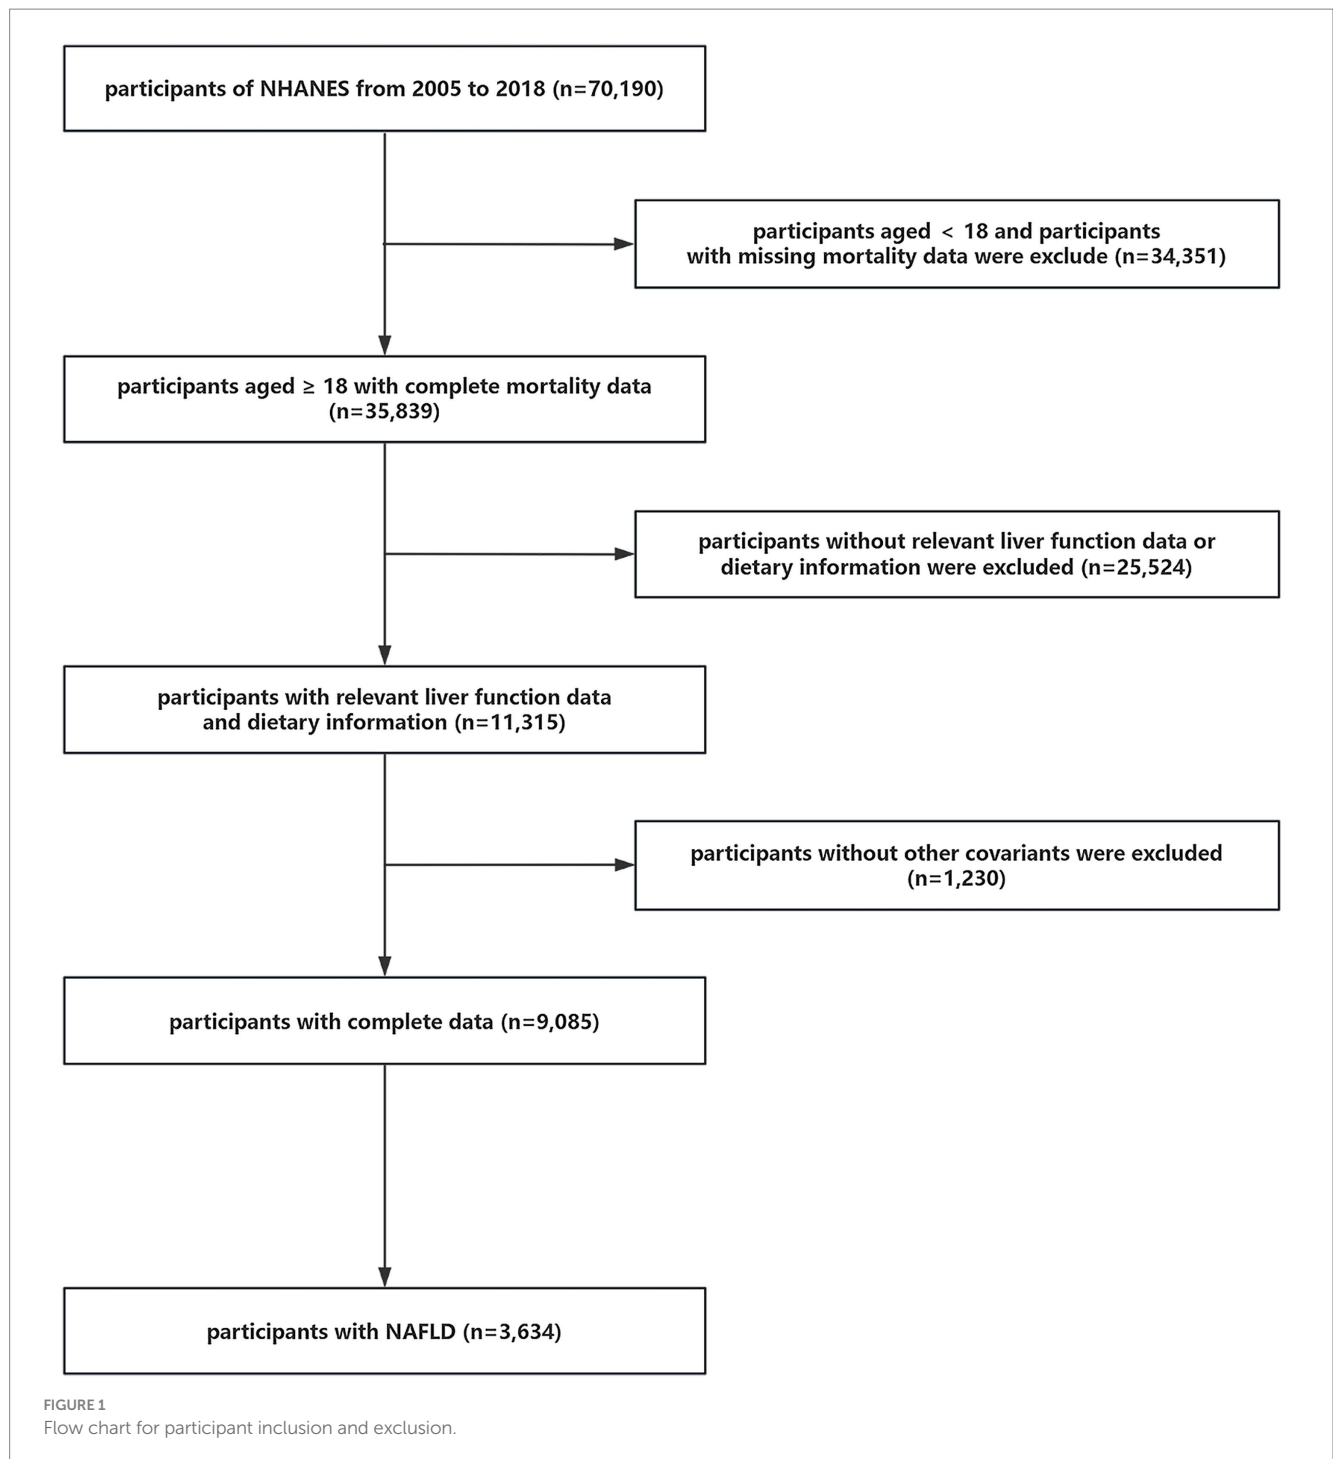 participants of NHANES from 2005 to 2018 (n=70,190)
participants aged < 18 and participants
with missing mortality data were exclude (n=34,351)
participants aged ≥ 18 with complete mortality data
(n=35,839)
participants without relevant liver function data or
dietary information were excluded (n=25,524)
participants with relevant liver function data
and dietary information (n=11,315)
participants without other covariants were excluded
(n=1,230)
participants with complete data (n=9,085)
participants with NAFLD (n=3,634)
FIGURE 1
Flow chart for participant inclusion and exclusion.